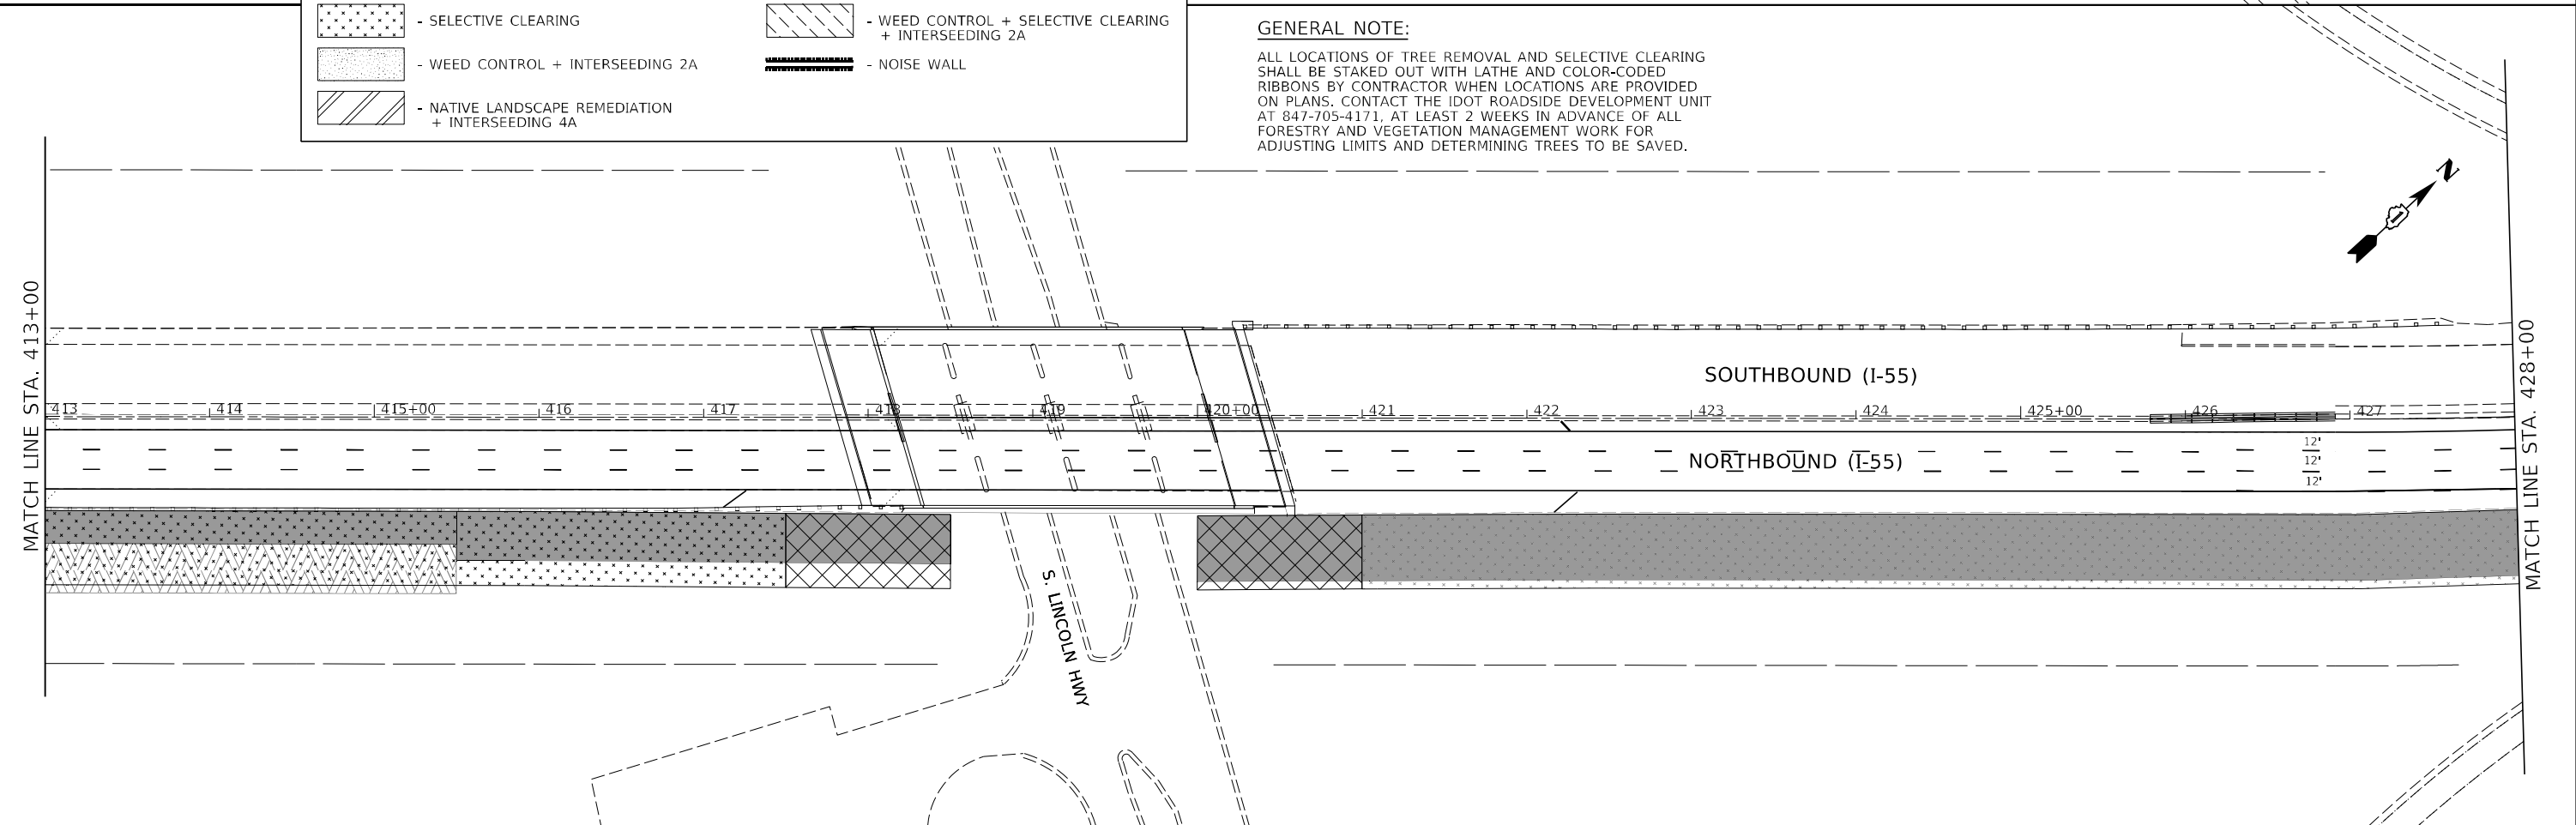 - SELECTIVE CLEARING
- WEED CONTROL + INTERSEEDING 2A
- NATIVE LANDSCAPE REMEDIATION
+ INTERSEEDING 4A
- WEED CONTROL + SELECTIVE CLEARING
+ INTERSEEDING 2A
- NOISE WALL
GENERAL NOTE:
ALL LOCATIONS OF TREE REMOVAL AND SELECTIVE CLEARING
SHALL BE STAKED OUT WITH LATHE AND COLOR-CODED
RIBBONS BY CONTRACTOR WHEN LOCATIONS ARE PROVIDED
ON PLANS. CONTACT THE IDOT ROADSIDE DEVELOPMENT UNIT
AT 847-705-4171, AT LEAST 2 WEEKS IN ADVANCE OF ALL
FORESTRY AND VEGETATION MANAGEMENT WORK FOR
ADJUSTING LIMITS AND DETERMINING TREES TO BE SAVED.
N
MATCH LINE STA. 413+00
SOUTHBOUND (I-55)
413 414 415+00 416 417 418 419 420+00 421 422 423 424 425+00 426 427
NORTHBOUND (I-55)
12'
12'
12'
MATCH LINE STA. 428+00
S. LINCOLN HWY